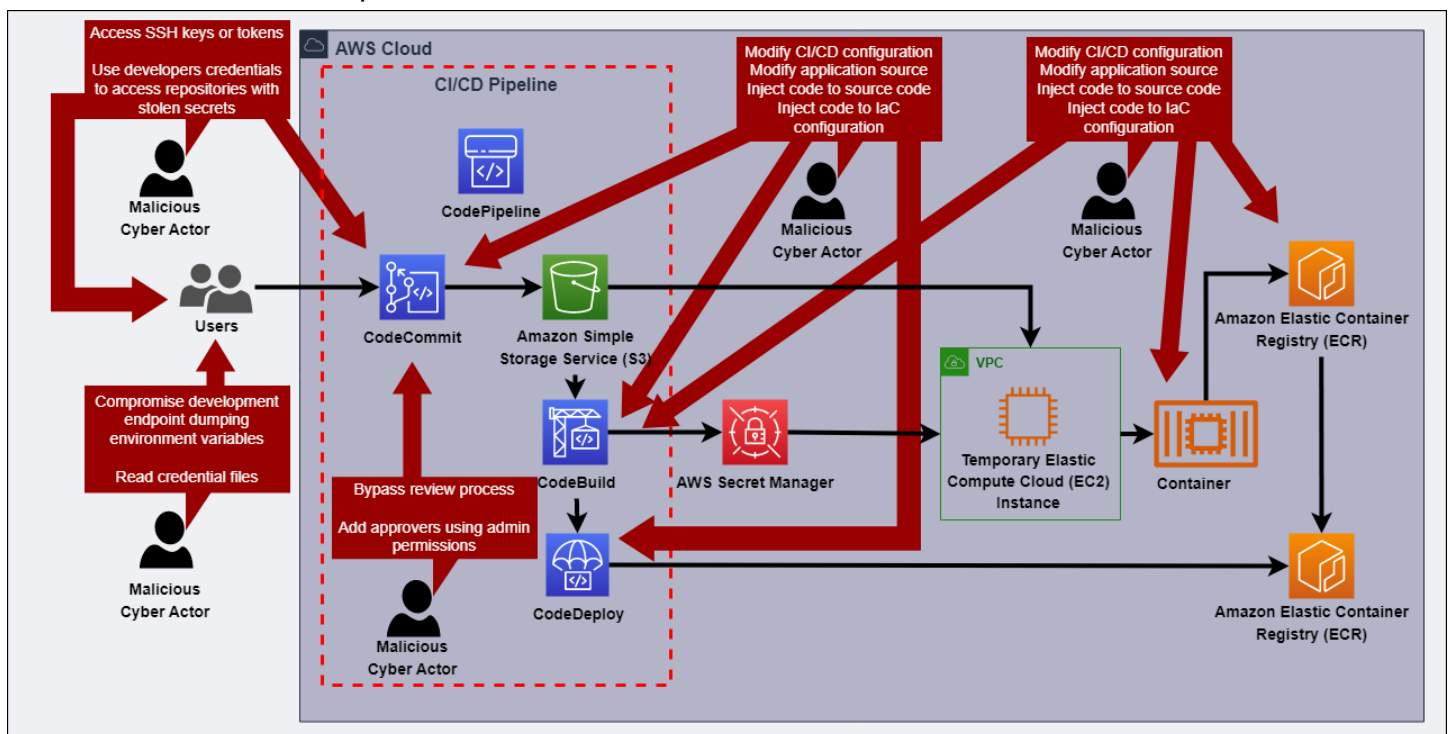 Access SSH keys or tokens
Use developers credentials
to access repositories with
stolen secrets
Malicious
Cyber Actor
Users
Compromise development
endpoint dumping
environment variables
Read credential files
Malicious
Cyber Actor
AWS Cloud
CI/CD Pipeline
CodePipeline
CodeCommit
Amazon Simple
Storage Service (S3)
CodeBuild
CodeDeploy
Bypass review process
Add approvers using admin
permissions
Malicious
Cyber Actor
Modify CI/CD configuration
Modify application source
Inject code to source code
Inject code to IaC
configuration
Malicious
Cyber Actor
Modify CI/CD configuration
Modify application source
Inject code to source code
Inject code to IaC
configuration
Malicious
Cyber Actor
AWS Secret Manager
VPC
Temporary Elastic
Compute Cloud (EC2)
Instance
Container
Amazon Elastic Container
Registry (ECR)
Amazon Elastic Container
Registry (ECR)